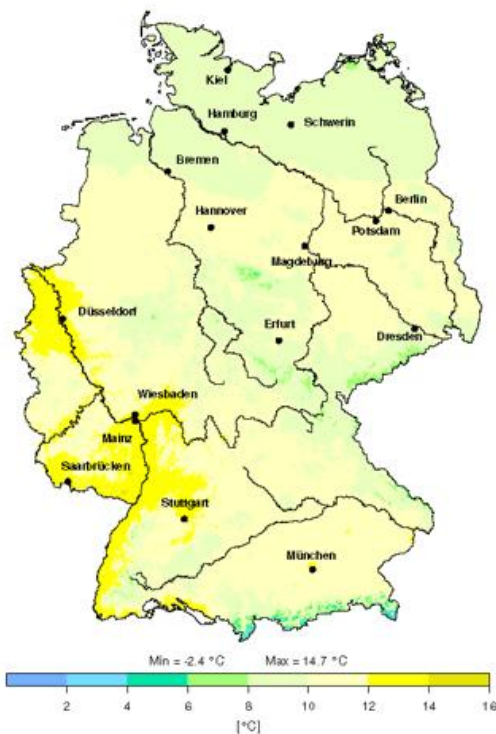 Kiel
Hamburg
Schwerin
Bremen
Berlin
Hannover
Potsdam
Magdeburg
Düsseldorf
Erfurt
Dresden
Wiesbaden
Mainz
Saarbrücken
Stuttgart
München
Min = -2.4 °C Max = 14.7 °C
2 4 6 8 10 12 14 16
[°C]